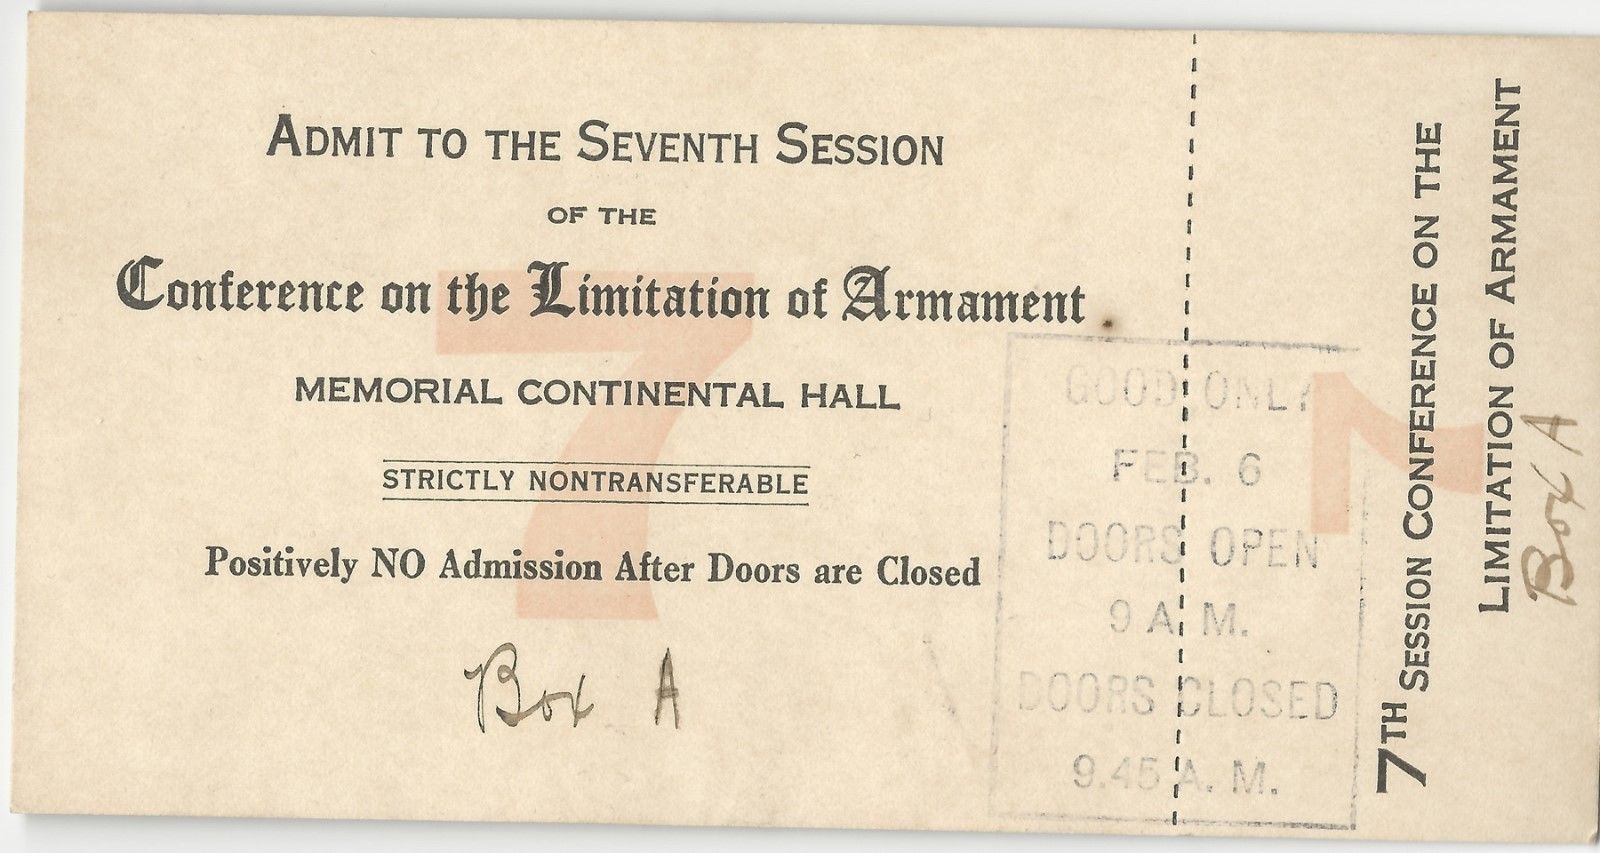 ADMIT TO THE SEVENTH SESSION
OF THE
Conference on the Limitation of Armament
MEMORIAL CONTINENTAL HALL
STRICTLY NONTRANSFERABLE
Positively NO Admission After Doors are Closed
Box A
7
GOOD ONLY
FEB. 6
DOORS OPEN
9 A. M.
DOORS CLOSED
9.45 A. M.
7TH SESSION CONFERENCE ON THE
LIMITATION OF ARMAMENT
Box A
7